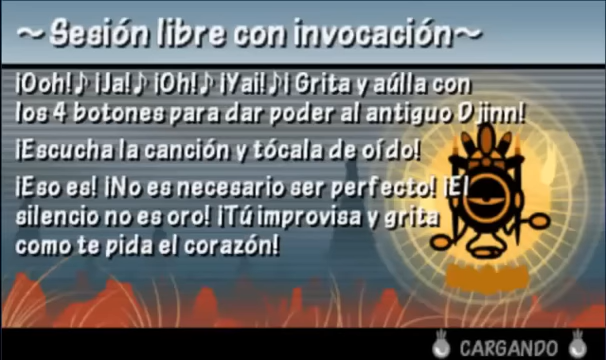 ~Sesión libre con invocación~
¡Ooh!♪ ¡Ja!♪ ¡Oh!♪ ¡Yai!♪¡ Grita y aúlla con
los 4 botones para dar poder al antiguo Djinn!
¡Escucha la canción y tócala de oído!
¡Eso es! ¡No es necesario ser perfecto! ¡El
silencio no es oro! ¡Tú improvisa y grita
como te pida el corazón!
CARGANDO